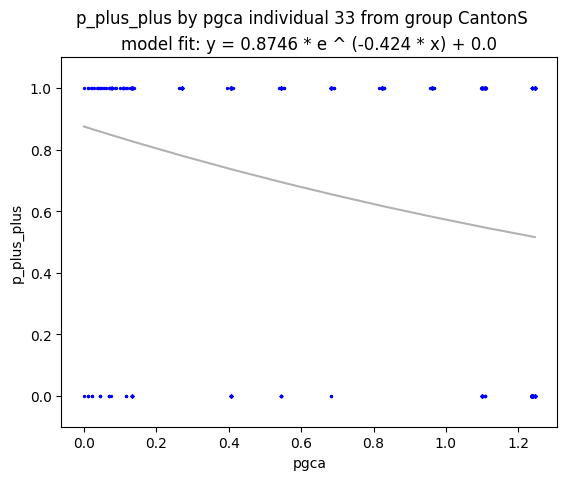 p_plus_plus by pgca individual 33 from group CantonS
model fit: y = 0.8746 * e ^ (-0.424 * x) + 0.0
1.0
0.8
0.6
0.4
0.2
0.0
p_plus_plus
0.0 0.2 0.4 0.6 0.8 1.0 1.2
pgca